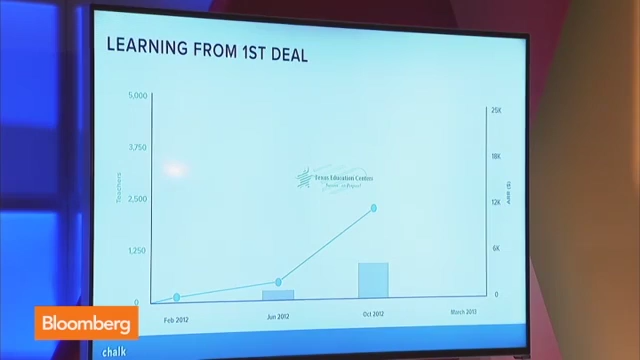 LEARNING FROM 1ST DEAL
5,000
3,750
2,500
1,250
0
Teachers
25K
18K
12K
6K
0
ARR ($)
Texas Education Centers
Feb 2012
Jun 2012
Oct 2012
March 2013
Bloomberg
chalk